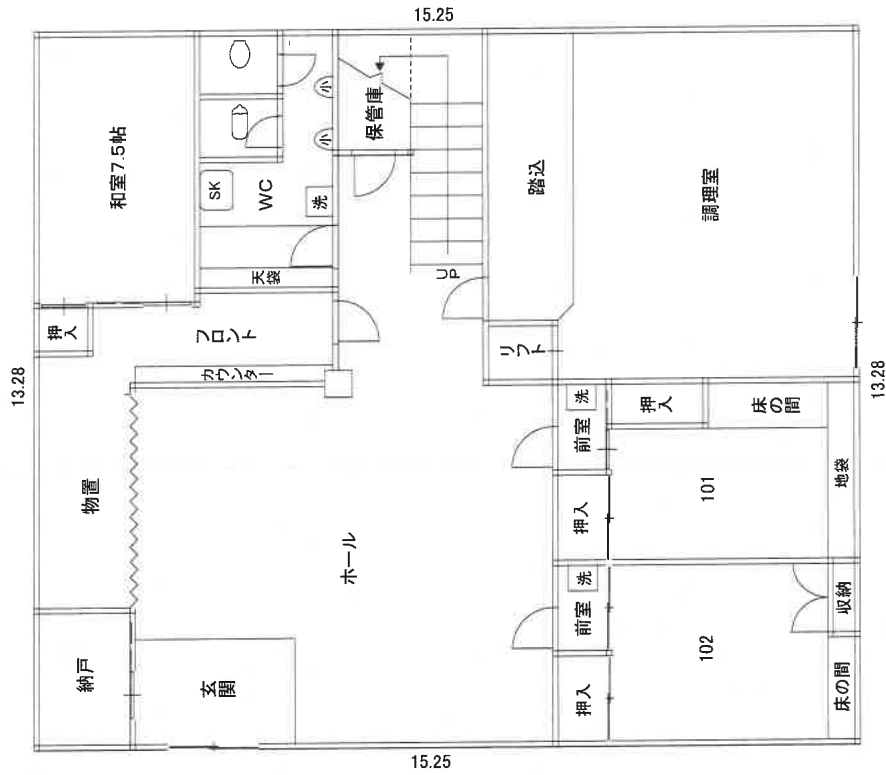 15.25
和室7.5帖
SK
WC
洗
小
小
保管庫
踏込
調理室
天袋
UP
押入
フロント
カウンター
リフト
13.28
13.28
物置
ホール
前室
洗
押入
床の間
押入
101
地袋
納戸
玄関
前室
洗
押入
102
収納
床の間
15.25